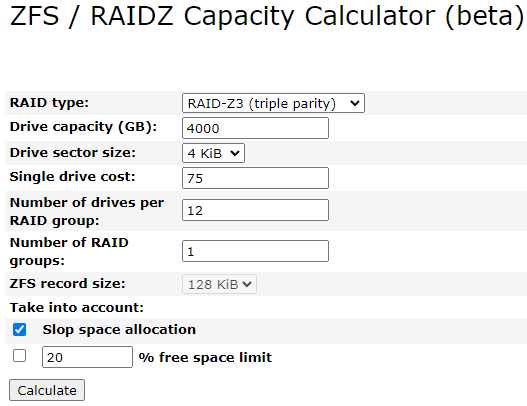 ZFS / RAIDZ Capacity Calculator (beta)
RAID type: RAID-Z3 (triple parity)
Drive capacity (GB): 4000
Drive sector size: 4 KiB
Single drive cost: 75
Number of drives per
RAID group: 12
Number of RAID
groups: 1
ZFS record size: 128 KiB
Take into account:
Slop space allocation
20 % free space limit
Calculate